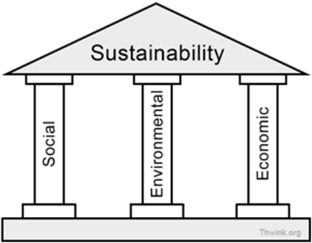 Sustainability
Social
Environmental
Economic
Thwink.org